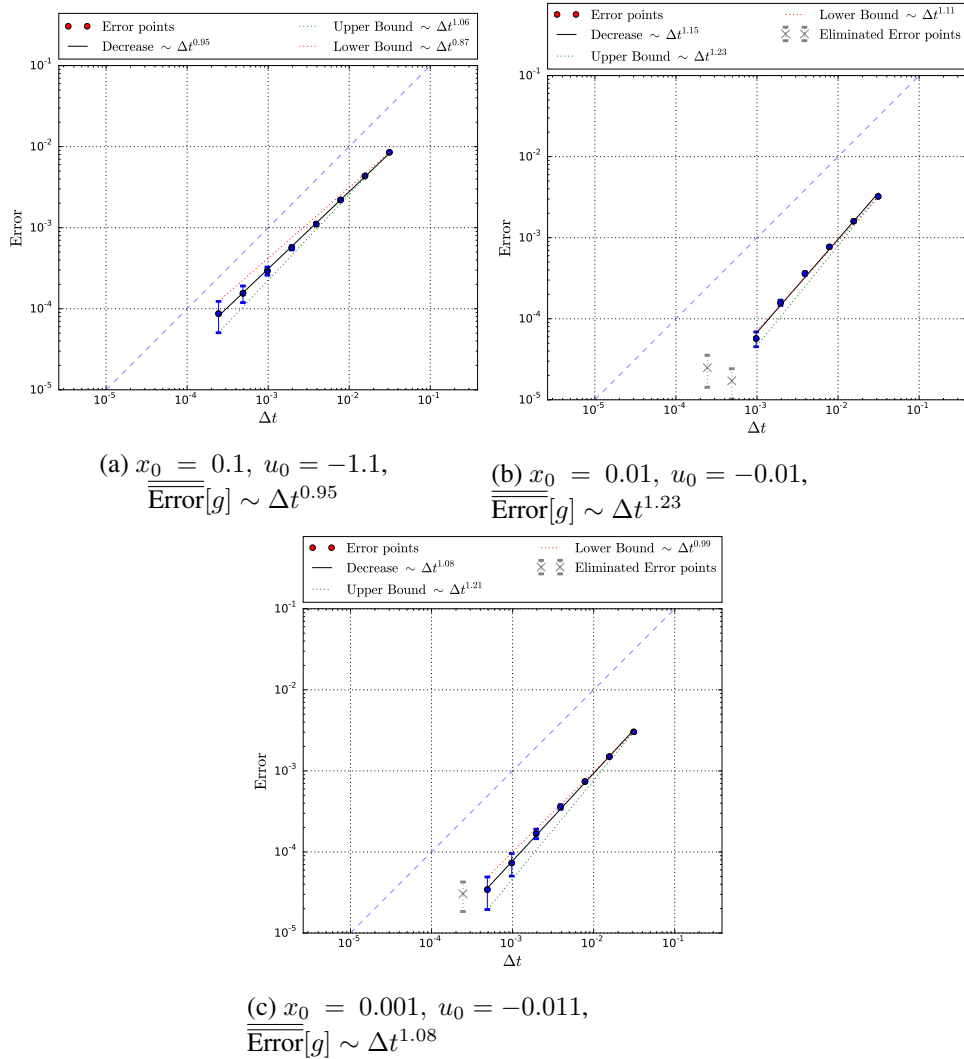 Error points
Decrease ∼ Δt^0.95
Upper Bound ∼ Δt^1.06
Lower Bound ∼ Δt^0.87
10^-1
10^-2
10^-3
10^-4
10^-5
Error
10^-5 10^-4 10^-3 10^-2 10^-1
Δt
(a) x_0 = 0.1, u_0 = −1.1,
Error[g] ∼ Δt^0.95
Error points
Decrease ∼ Δt^1.15
Upper Bound ∼ Δt^1.23
Lower Bound ∼ Δt^1.11
Eliminated Error points
10^-1
10^-2
10^-3
10^-4
10^-5
Error
10^-5 10^-4 10^-3 10^-2 10^-1
Δt
(b) x_0 = 0.01, u_0 = −0.01,
Error[g] ∼ Δt^1.23
Error points
Decrease ∼ Δt^1.08
Upper Bound ∼ Δt^1.21
Lower Bound ∼ Δt^0.99
Eliminated Error points
10^-1
10^-2
10^-3
10^-4
10^-5
Error
10^-5 10^-4 10^-3 10^-2 10^-1
Δt
(c) x_0 = 0.001, u_0 = −0.011,
Error[g] ∼ Δt^1.08